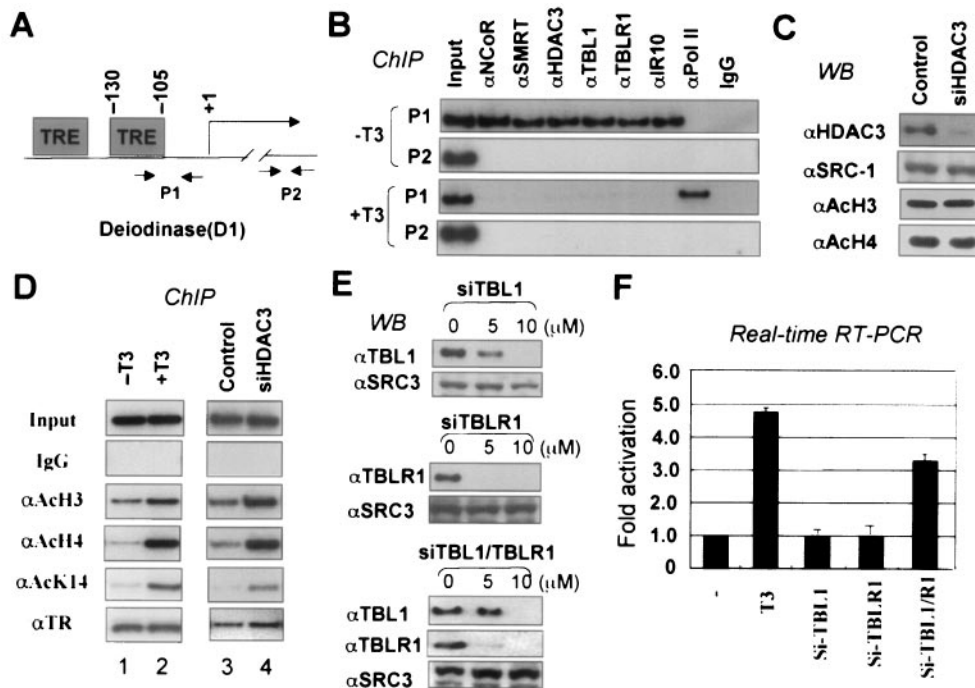 A
−130
−105
+1
TRE
TRE
P1
P2
Deiodinase(D1)
B
ChIP
Input
αNCoR
αSMRT
αHDAC3
αTBL1
αTBLR1
αIR10
αPol II
IgG
-T3
P1
P2
+T3
P1
P2
C
WB
Control
siHDAC3
αHDAC3
αSRC-1
αAcH3
αAcH4
D
ChIP
−T3
+T3
Control
siHDAC3
Input
IgG
αAcH3
αAcH4
αAcK14
αTR
1 2 3 4
E
siTBL1
WB
0 5 10 (μM)
αTBL1
αSRC3
siTBLR1
0 5 10 (μM)
αTBLR1
αSRC3
siTBL1/TBLR1
0 5 10 (μM)
αTBL1
αTBLR1
αSRC3
F
Real-time RT-PCR
Fold activation
6.0
5.0
4.0
3.0
2.0
1.0
0
-
T3
Si-TBL1
Si-TBLR1
Si-TBL1/R1